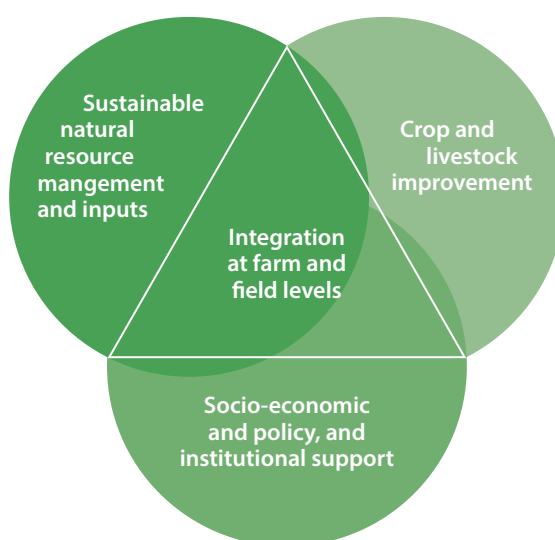 Sustainable
natural
resource
mangement
and inputs
Crop and
livestock
improvement
Integration
at farm and
field levels
Socio-economic
and policy, and
institutional support